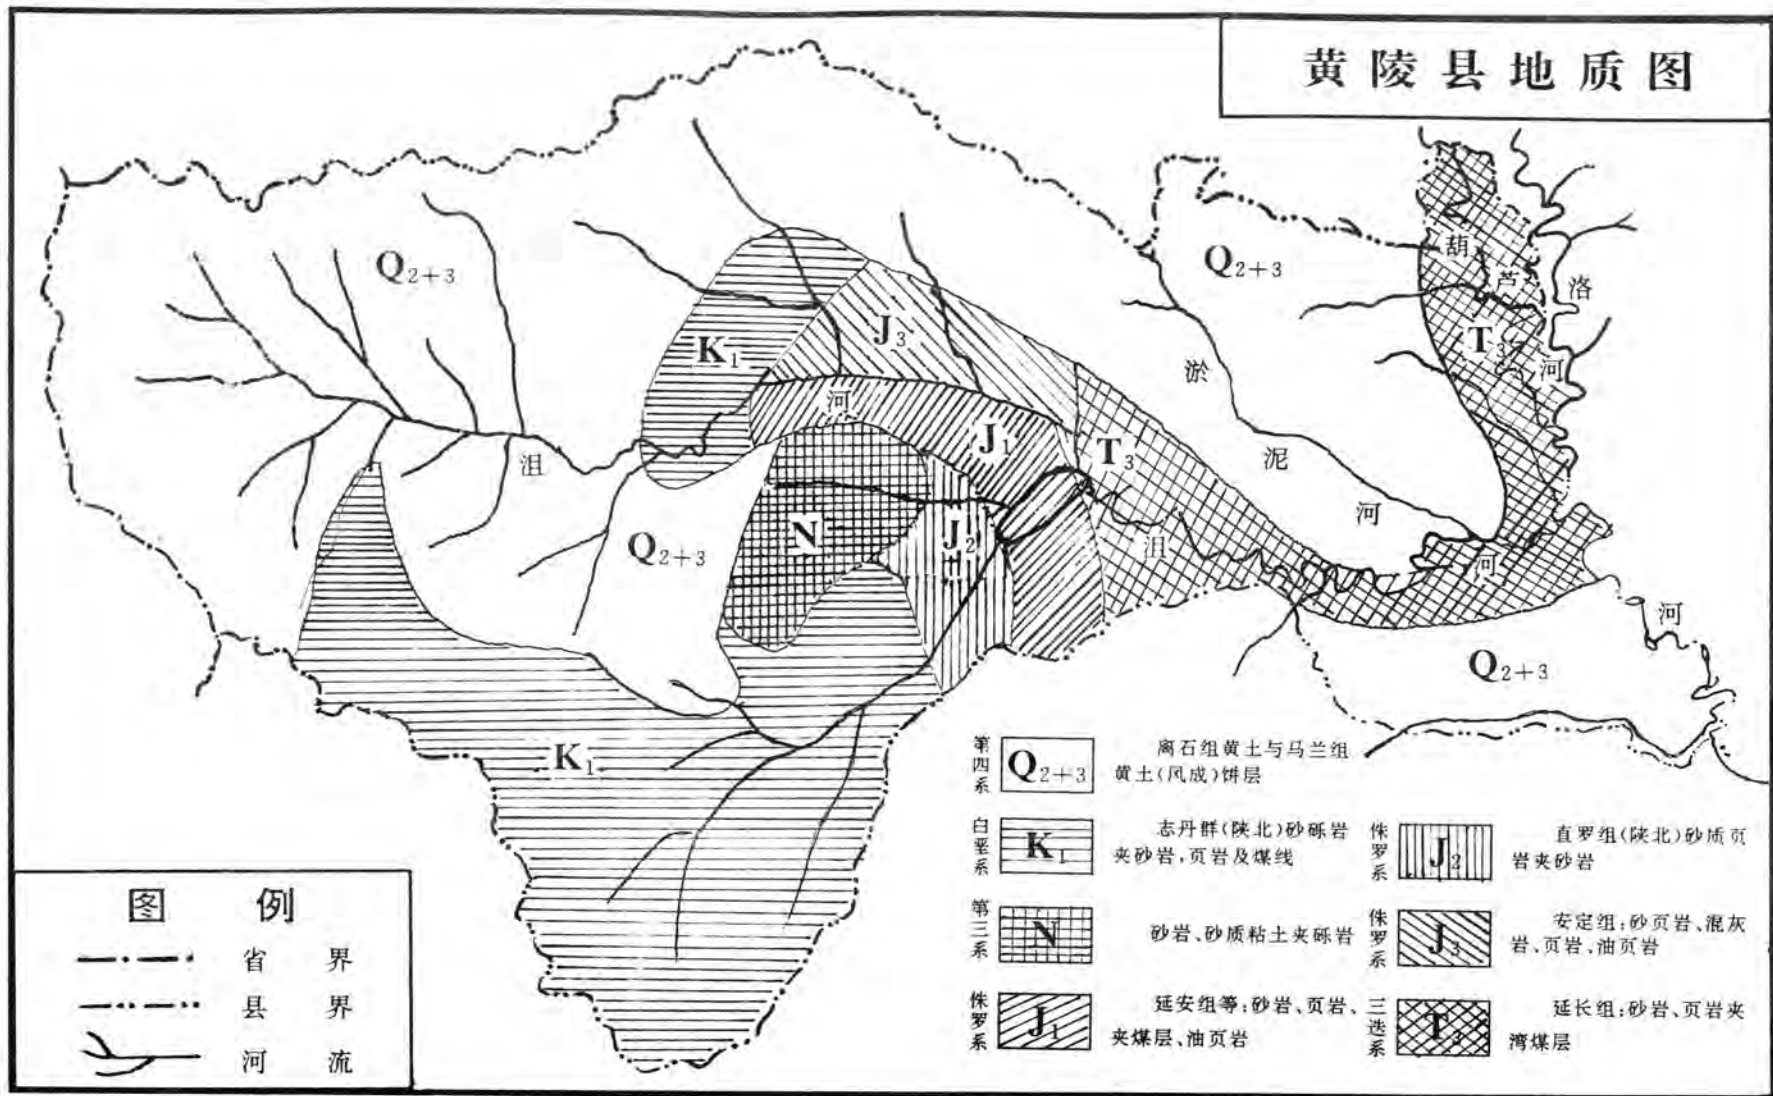 黄陵县地质图
Q2+3
Q2+3
葫
芦
洛
K1
J3
T3
河
淤
河
J1
T3
沮
泥
河
Q2+3
N
J2
沮
河
河
Q2+3
K1
第四系
Q2+3
离石组黄土与马兰组
黄土(风成)饼层
白垩系
K1
志丹群(陕北)砂砾岩
夹砂岩,页岩及煤线
侏罗系
J2
直罗组(陕北)砂质页
岩夹砂岩
第三系
N
砂岩、砂质粘土夹砾岩
侏罗系
J3
安定组:砂页岩、混灰
岩、页岩、油页岩
侏罗系
J1
延安组等:砂岩、页岩、
夹煤层、油页岩
三迭系
T3
延长组:砂岩、页岩夹
湾煤层
图例
省界
县界
河流